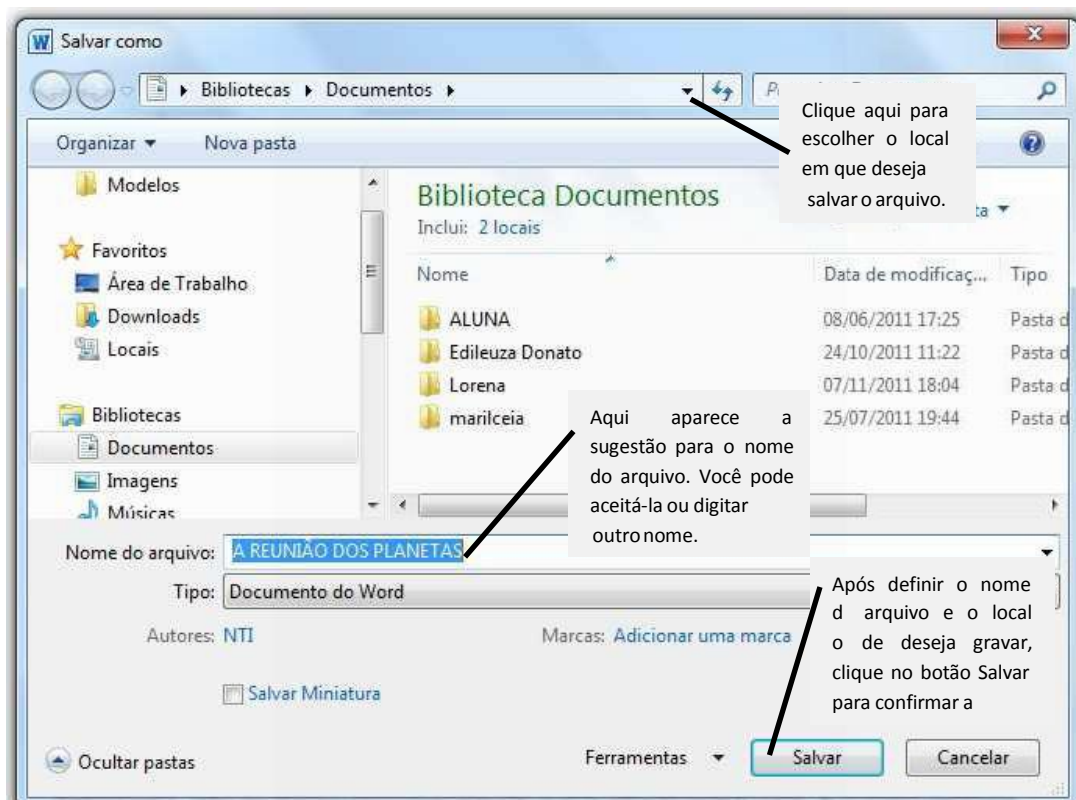 Salvar como
Bibliotecas Documentos
Clique aqui para
escolher o local
em que deseja
salvar o arquivo.
Organizar Nova pasta
Modelos
Favoritos
Área de Trabalho
Downloads
Locais
Bibliotecas
Documentos
Imagens
Músicas
Biblioteca Documentos
Inclui: 2 locais
Nome Data de modificaç... Tipo
ALUNA 08/06/2011 17:25 Pasta d
Edileuza Donato 24/10/2011 11:22 Pasta d
Lorena 07/11/2011 18:04 Pasta d
marilceia 25/07/2011 19:44 Pasta d
Aqui aparece a
sugestão para o nome
do arquivo. Você pode
aceitá-la ou digitar
outro nome.
Nome do arquivo: A REUNIÃO DOS PLANETAS
Tipo: Documento do Word
Autores: NTI Marcas: Adicionar uma marca
Salvar Miniatura
Após definir o nome
d arquivo e o local
o de deseja gravar,
clique no botão Salvar
para confirmar a
Ocultar pastas Ferramentas Salvar Cancelar